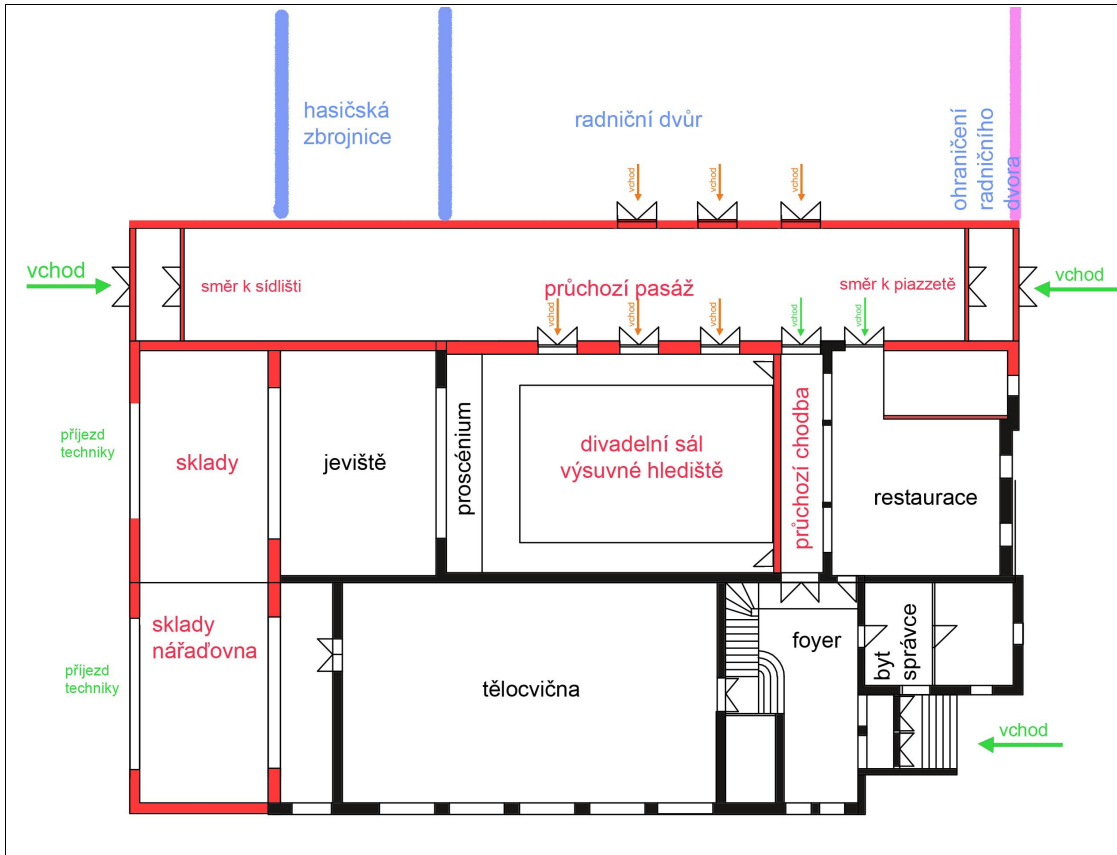 hasičská
zbrojnice
radniční dvůr
ohraničení
radničního
dvora
vchod
vchod
vchod
vchod
směr k sídlišti
průchozí pasáž
směr k piazzetě
vchod
vchod
vchod
vchod
vchod
vchod
příjezd
techniky
sklady
jeviště
proscénium
divadelní sál
výsuvné hlediště
průchozí chodba
restaurace
sklady
nářaďovna
příjezd
techniky
tělocvična
foyer
byt
správce
vchod